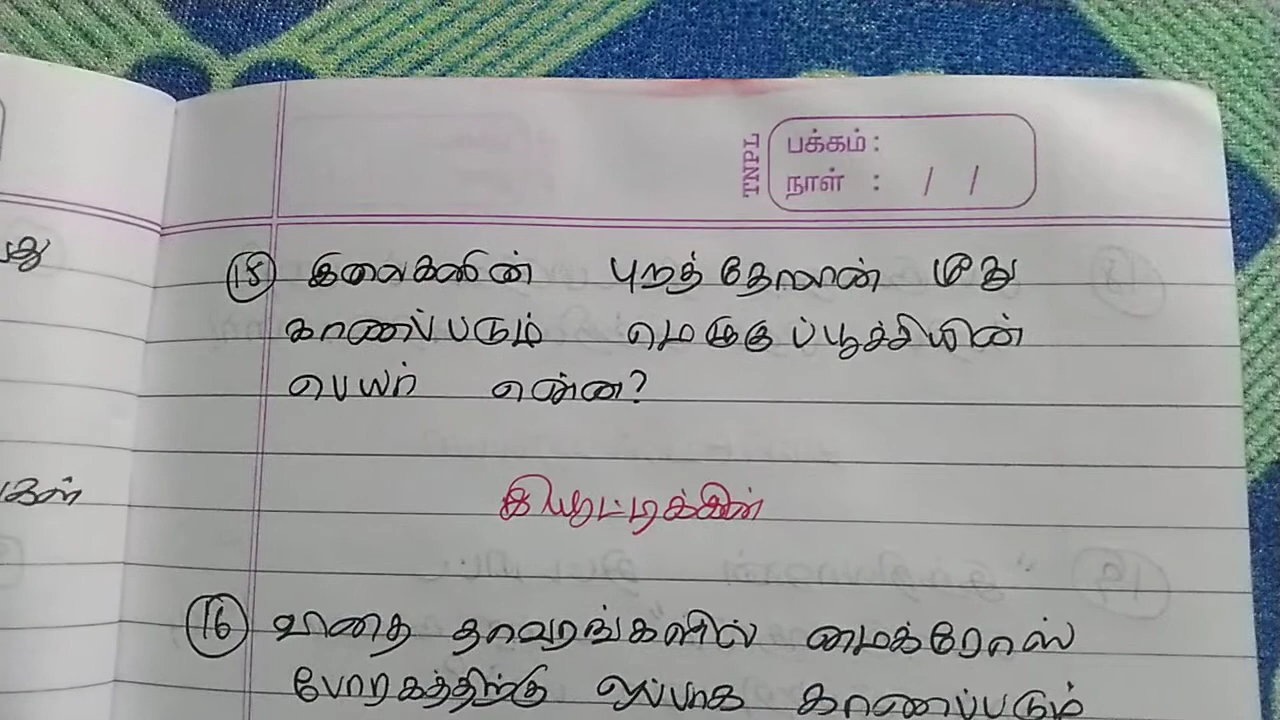 TNPL
பக்கம் :
நாள் : / /
15 இலைகளின் புறத்தோலின் மீது
காணப்படும் மெழுகுப்பூச்சியின்
பெயர் என்ன?
கியூட்டிக்கிள்
16 விதை தாவரங்களில் மைக்ரோஸ்
போரகத்திற்கு ஒப்பாக காணப்படும்